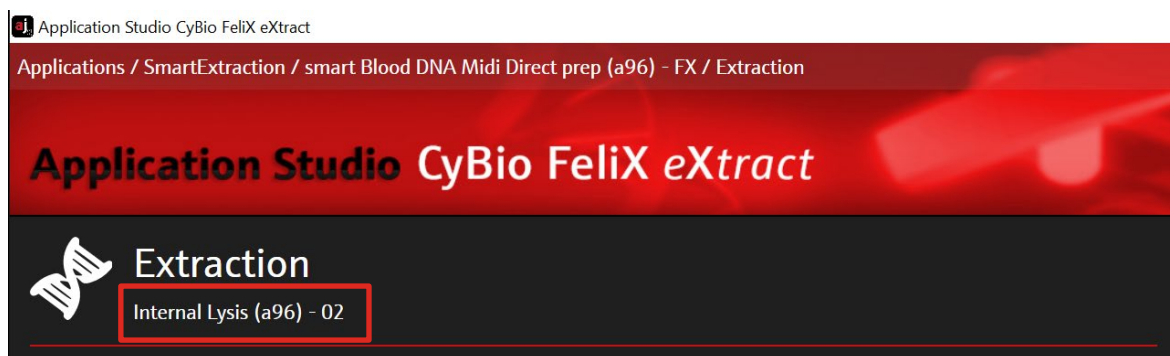 Application Studio CyBio FeliX eXtract
Applications / SmartExtraction / smart Blood DNA Midi Direct prep (a96) - FX / Extraction
Application Studio CyBio FeliX eXtract
Extraction
Internal Lysis (a96) - 02